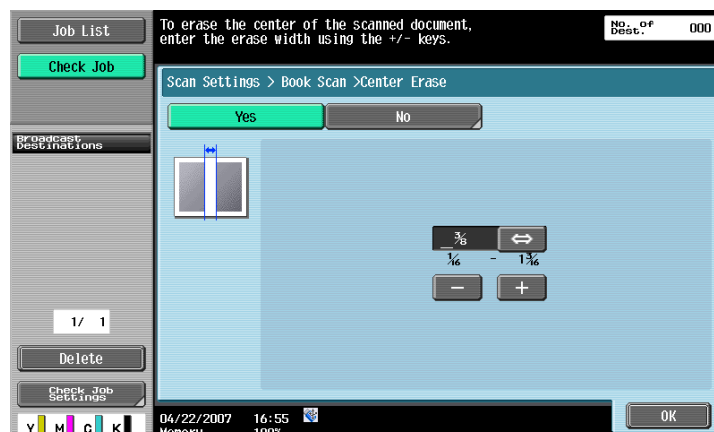 Job List
Check Job
To erase the center of the scanned document,
enter the erase width using the +/- keys.
No. of
Dest.
000
Scan Settings > Book Scan >Center Erase
Yes
No
Broadcast
Destinations
_3/8
1/16 - 1 3/16
− +
1/ 1
Delete
Check Job
Settings
OK
Y M C K
04/22/2007 16:55
Memory 100%